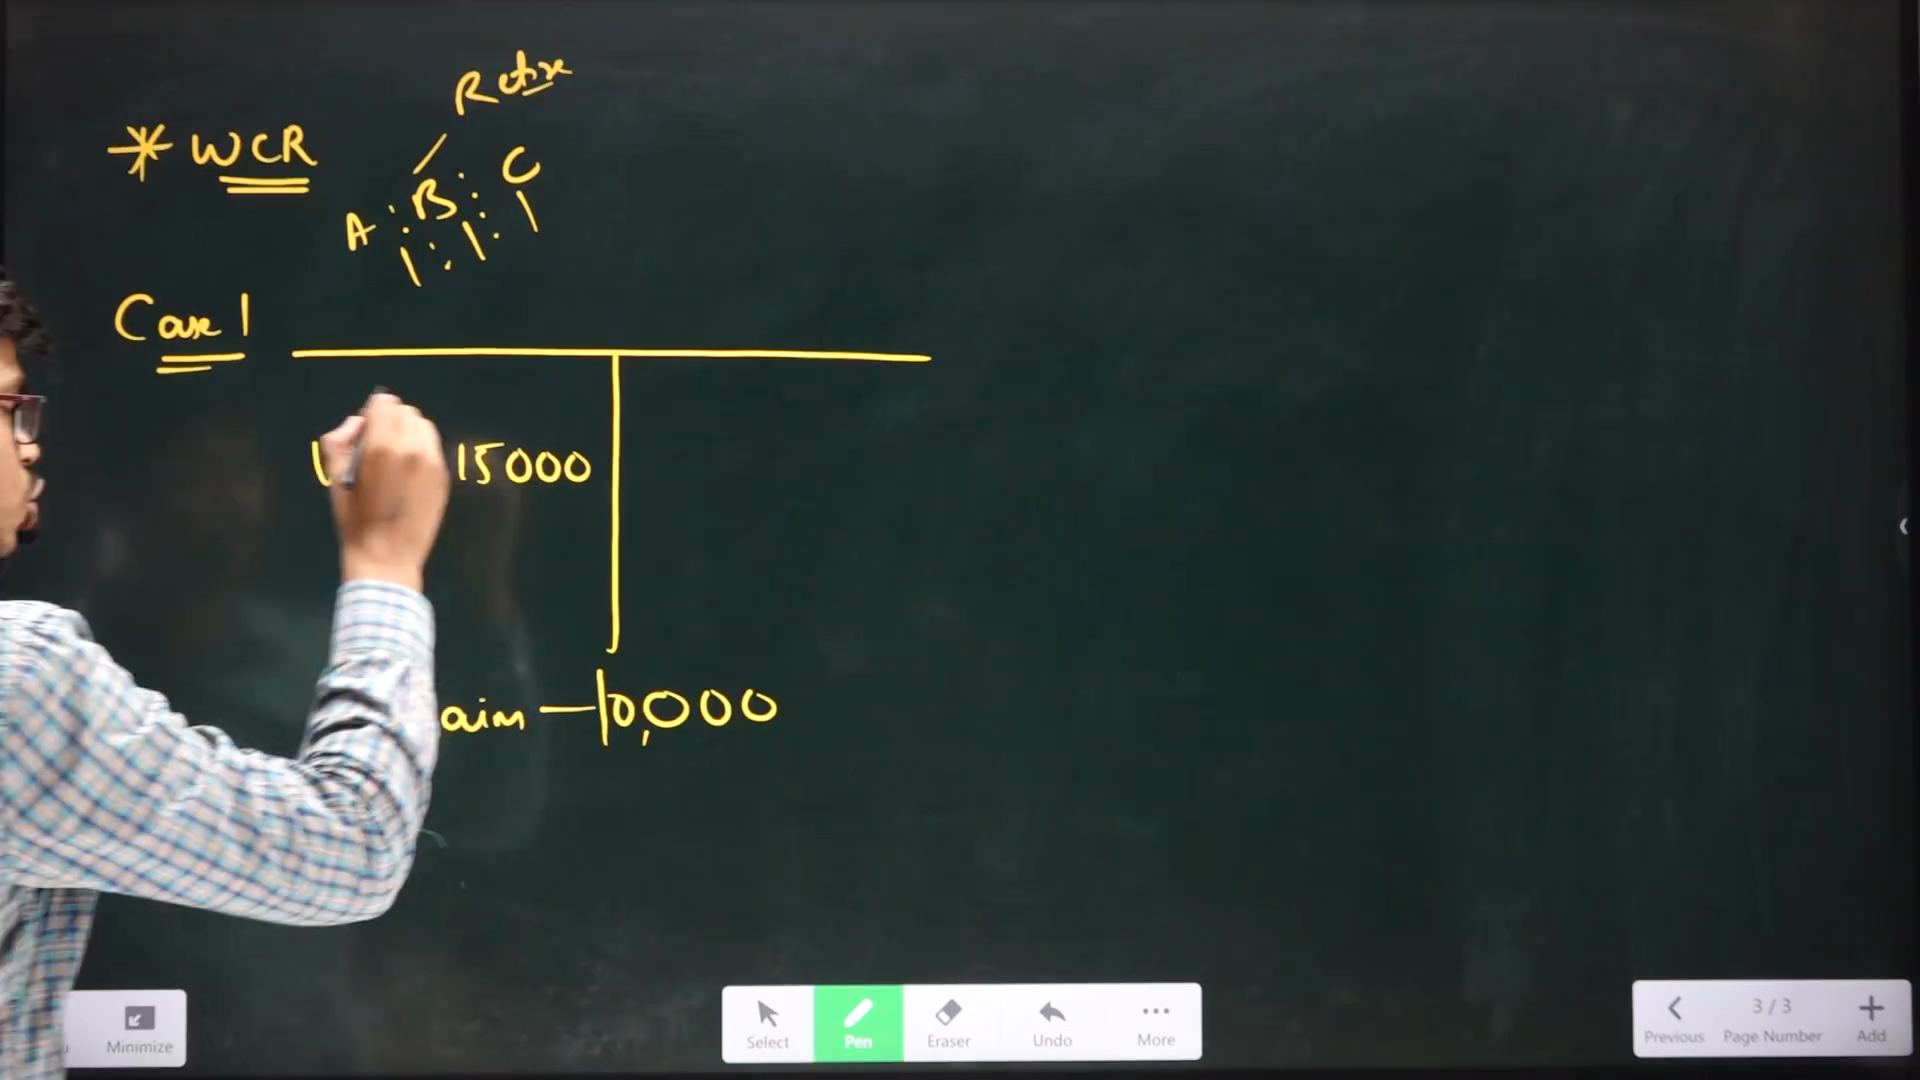 Retire
* WCR
A : B : C
1 : 1 : 1
Case 1
15000
10,000
Minimize
Select
Pen
Eraser
Undo
More
Previous
3 / 3
Page Number
Add